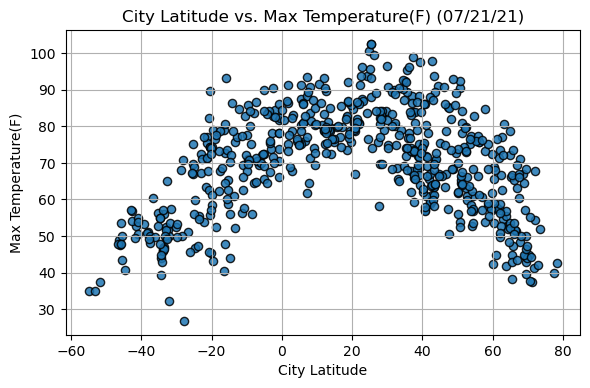 City Latitude vs. Max Temperature(F) (07/21/21)
Max Temperature(F)
100
90
80
70
60
50
40
30
−60 −40 −20 0 20 40 60 80
City Latitude